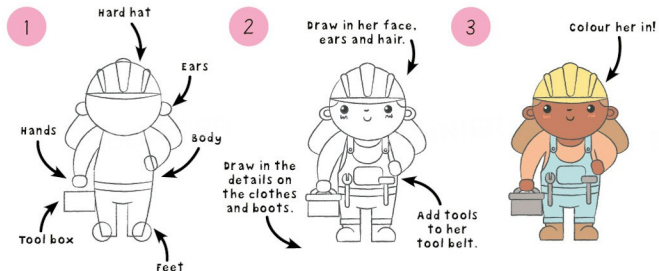 1
Hard hat
Ears
Hands
Body
Tool box
Feet
2
Draw in her face,
ears and hair.
Draw in the
details on
the clothes
and boots.
Add tools
to her
tool belt.
3
Colour her in!